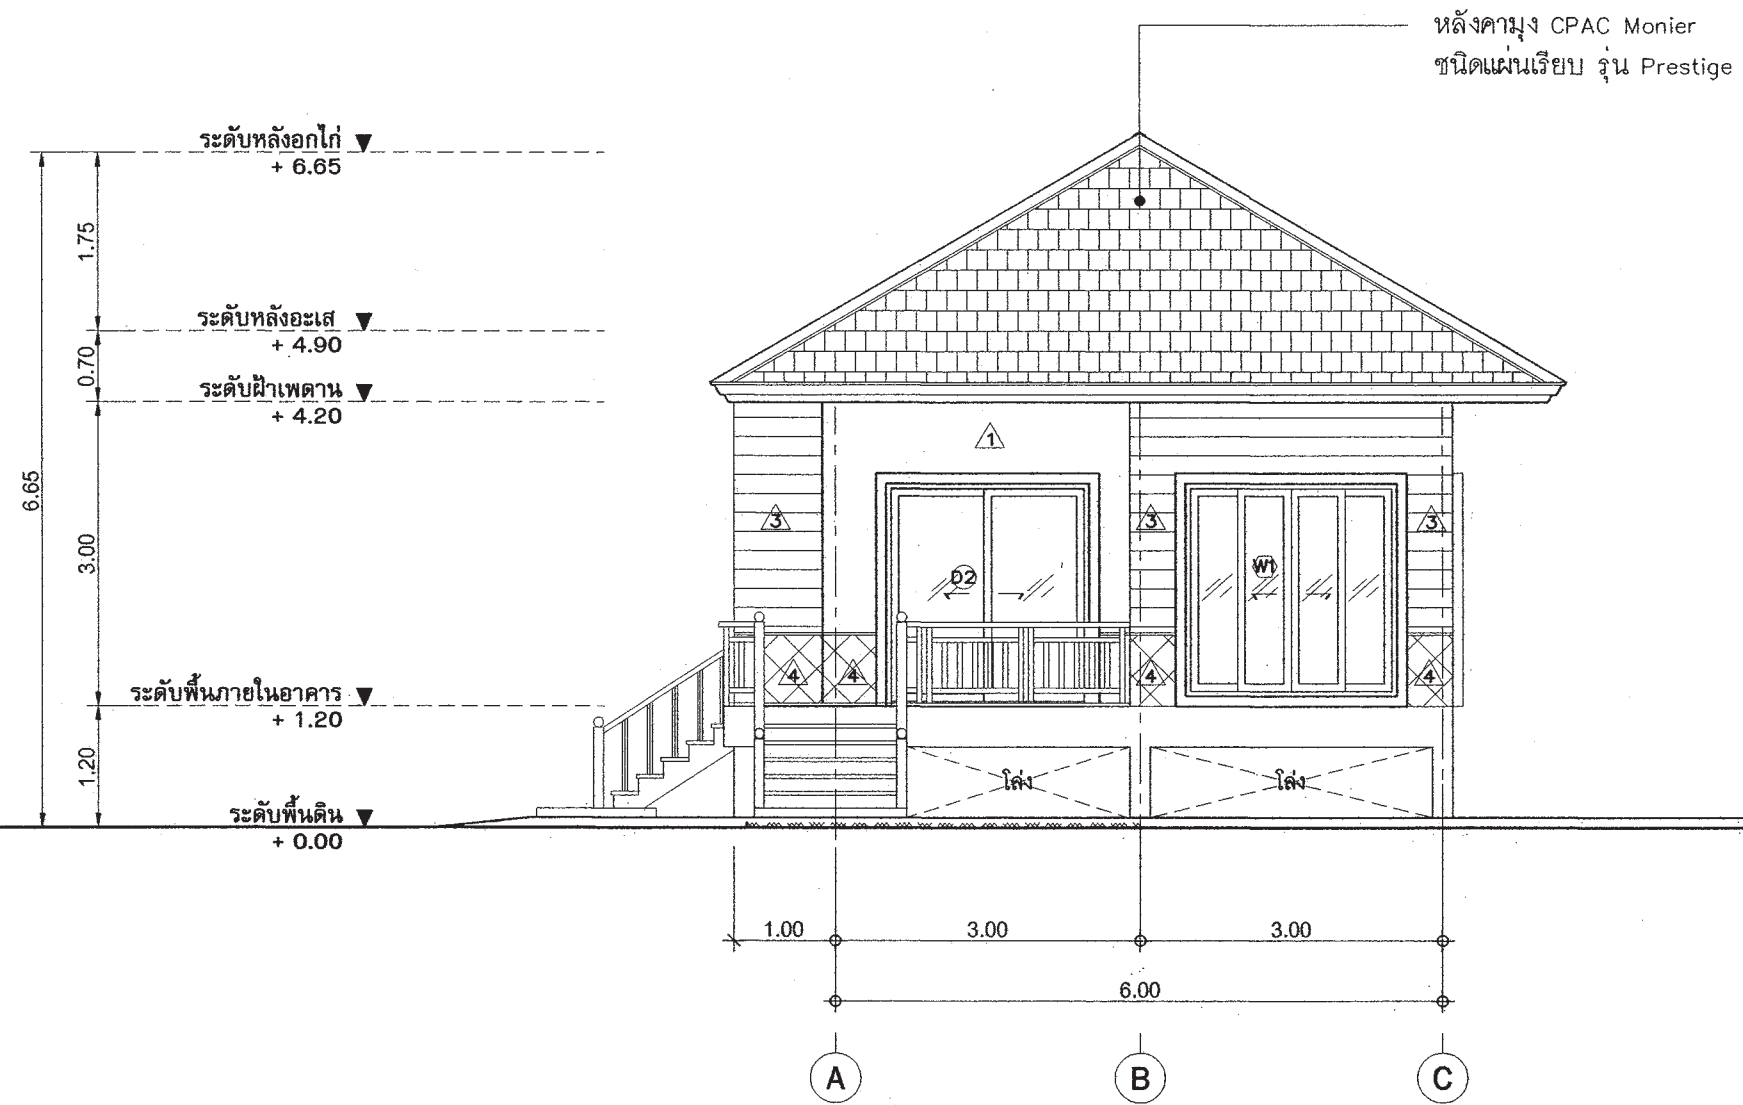 หลังคามุง CPAC Monier
ชนิดแผ่นเรียบ รุ่น Prestige
ระดับหลังอกไก่
+ 6.65
1.75
ระดับหลังอะเส
+ 4.90
0.70
ระดับฝ้าเพดาน
+ 4.20
1
6.65
3.00
3
3
3
D2
W1
4
4
4
4
ระดับพื้นภายในอาคาร
+ 1.20
1.20
โล่ง
โล่ง
ระดับพื้นดิน
+ 0.00
1.00
3.00
3.00
6.00
A
B
C